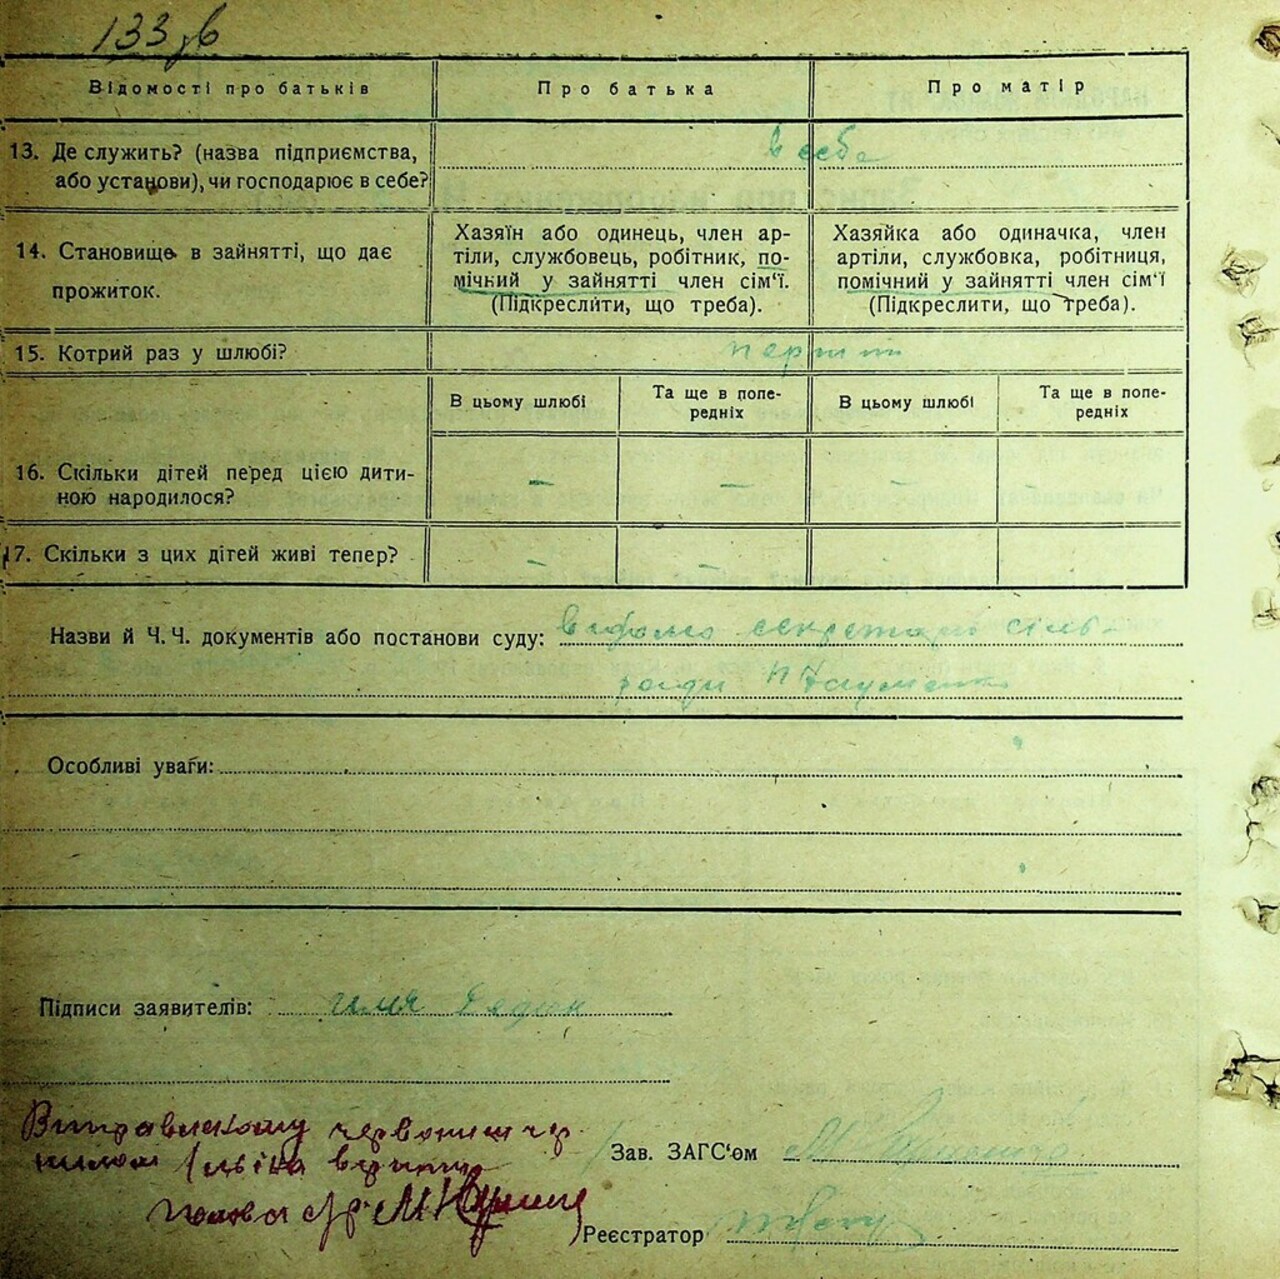 133 зв
Відомості про батьків
Про батька
Про матір
13. Де служить? (назва підприємства,
або установи), чи господарює в себе?
в себе
14. Становище в зайнятті, що дає
прожиток.
Хазяїн або одинець, член ар-
тіли, службовець, робітник, по-
мічний у зайнятті член сім'ї.
(Підкреслити, що треба).
Хазяйка або одиначка, член
артіли, службовка, робітниця,
помічний у зайнятті член сім'ї
(Підкреслити, що треба).
15. Котрий раз у шлюбі?
В цьому шлюбі
Та ще в попе-
редніх
В цьому шлюбі
Та ще в попе-
редніх
16. Скільки дітей перед цією дити-
ною народилося?
– – – –
17. Скільки з цих дітей живі тепер?
– –
Назви й Ч. Ч. документів або постанови суду: секретарь сіль-
ради
Особливі уваги:
Підписи заявителів:
Зав. ЗАГС'ом
Реєстратор